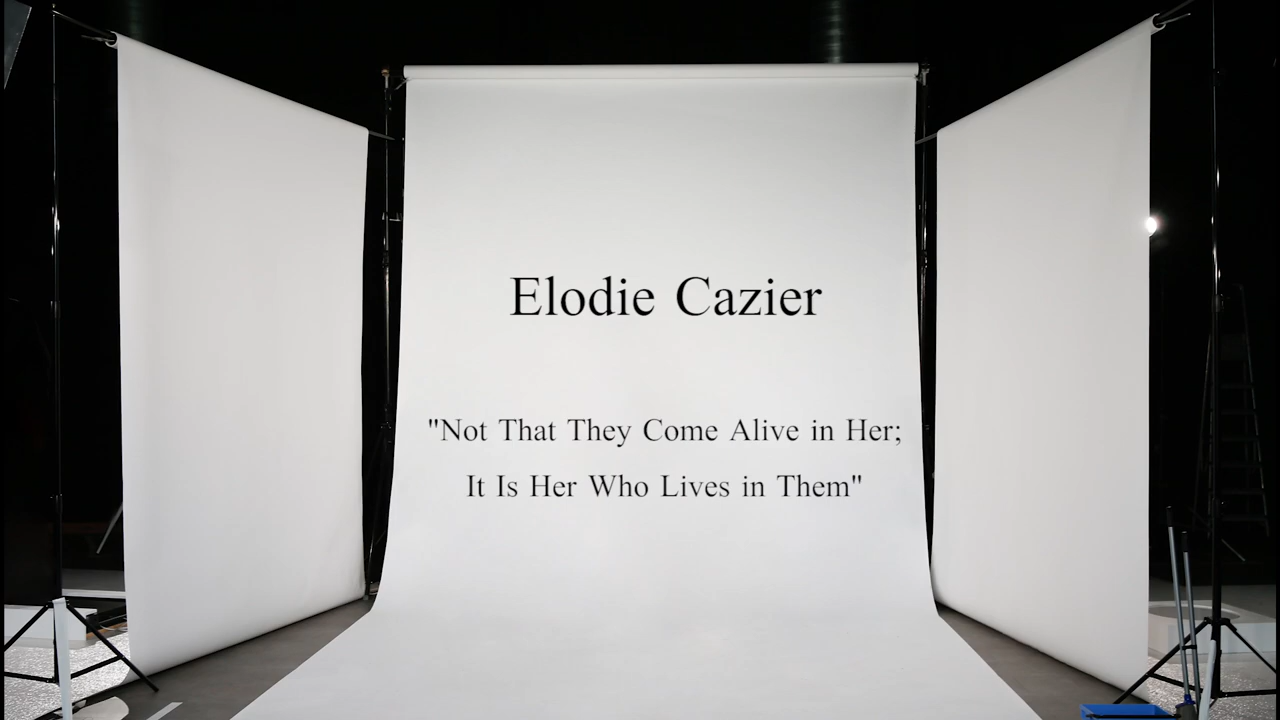 Elodie Cazier
"Not That They Come Alive in Her;
It Is Her Who Lives in Them"